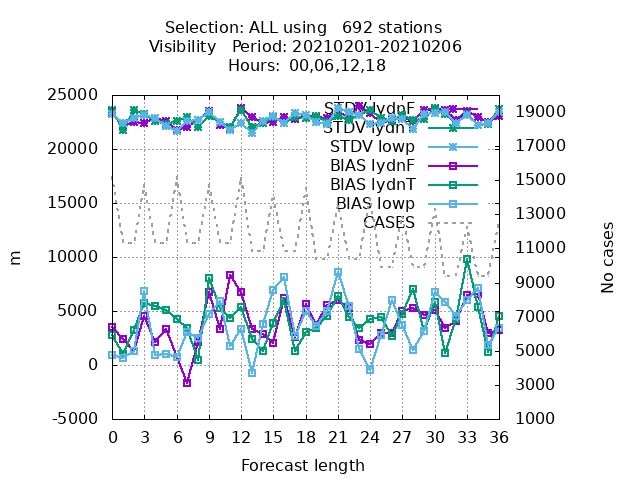 Selection: ALL using 692 stations
Visibility Period: 20210201-20210206
Hours: 00,06,12,18
STDV lydnF
STDV lydnT
STDV lowp
BIAS lydnF
BIAS lydnT
BIAS lowp
CASES
25000
20000
15000
10000
5000
0
-5000
m
19000
17000
15000
13000
11000
9000
7000
5000
3000
1000
No cases
0 3 6 9 12 15 18 21 24 27 30 33 36
Forecast length